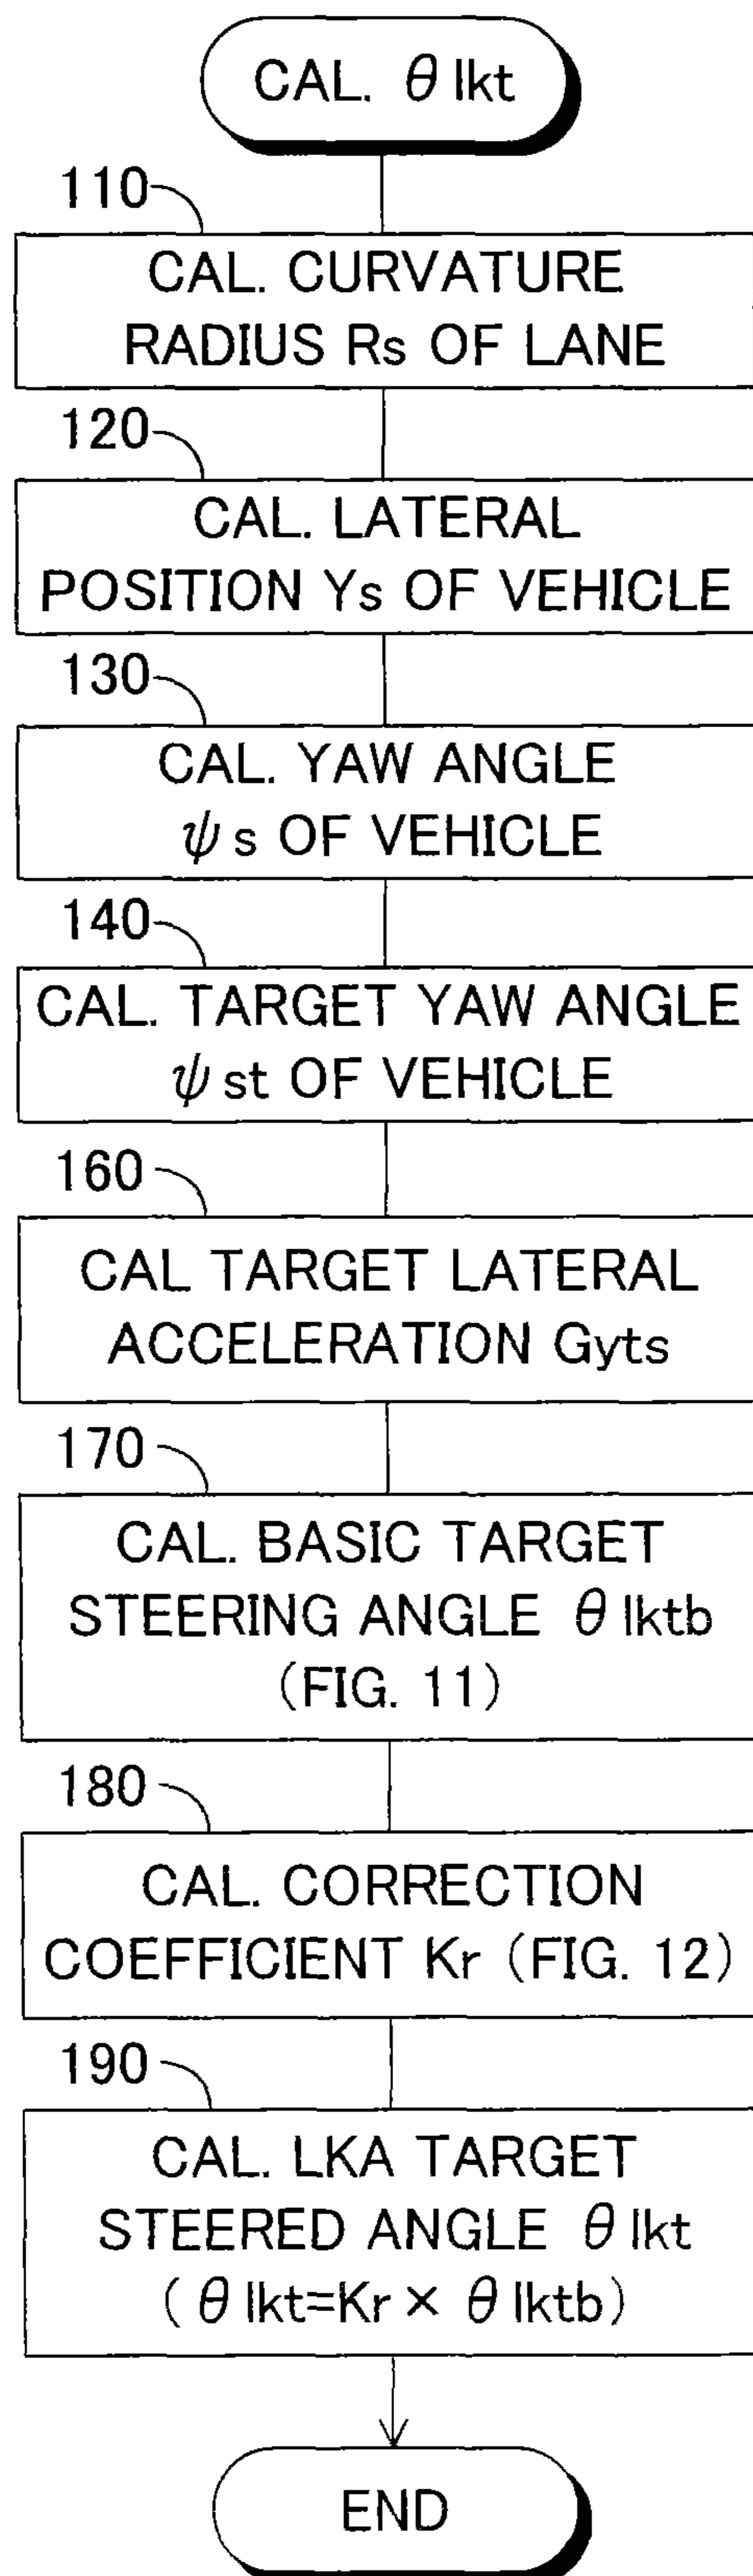 CAL. θ lkt
110
CAL. CURVATURE
RADIUS Rs OF LANE
120
CAL. LATERAL
POSITION Ys OF VEHICLE
130
CAL. YAW ANGLE
ψ s OF VEHICLE
140
CAL. TARGET YAW ANGLE
ψ st OF VEHICLE
160
CAL TARGET LATERAL
ACCELERATION Gyts
170
CAL. BASIC TARGET
STEERING ANGLE θ lktb
(FIG. 11)
180
CAL. CORRECTION
COEFFICIENT Kr (FIG. 12)
190
CAL. LKA TARGET
STEERED ANGLE θ lkt
( θ lkt=Kr × θ lktb)
END